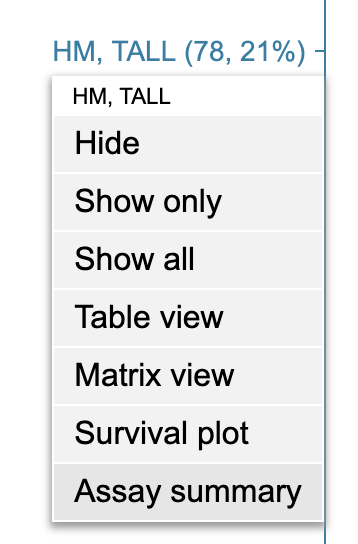 HM, TALL (78, 21%)
HM, TALL
Hide
Show only
Show all
Table view
Matrix view
Survival plot
Assay summary